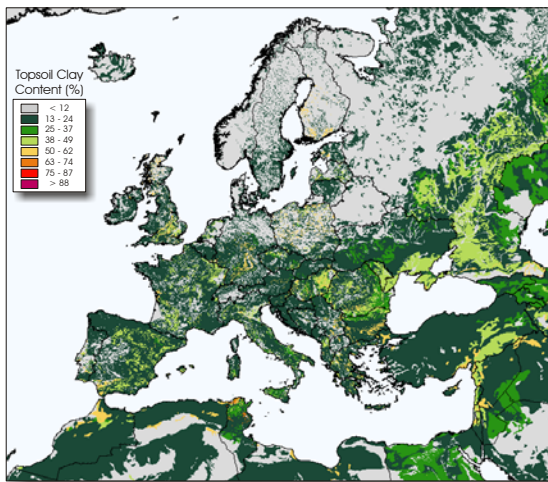 Topsoil Clay
Content (%)
< 12
13 - 24
25 - 37
38 - 49
50 - 62
63 - 74
75 - 87
> 88